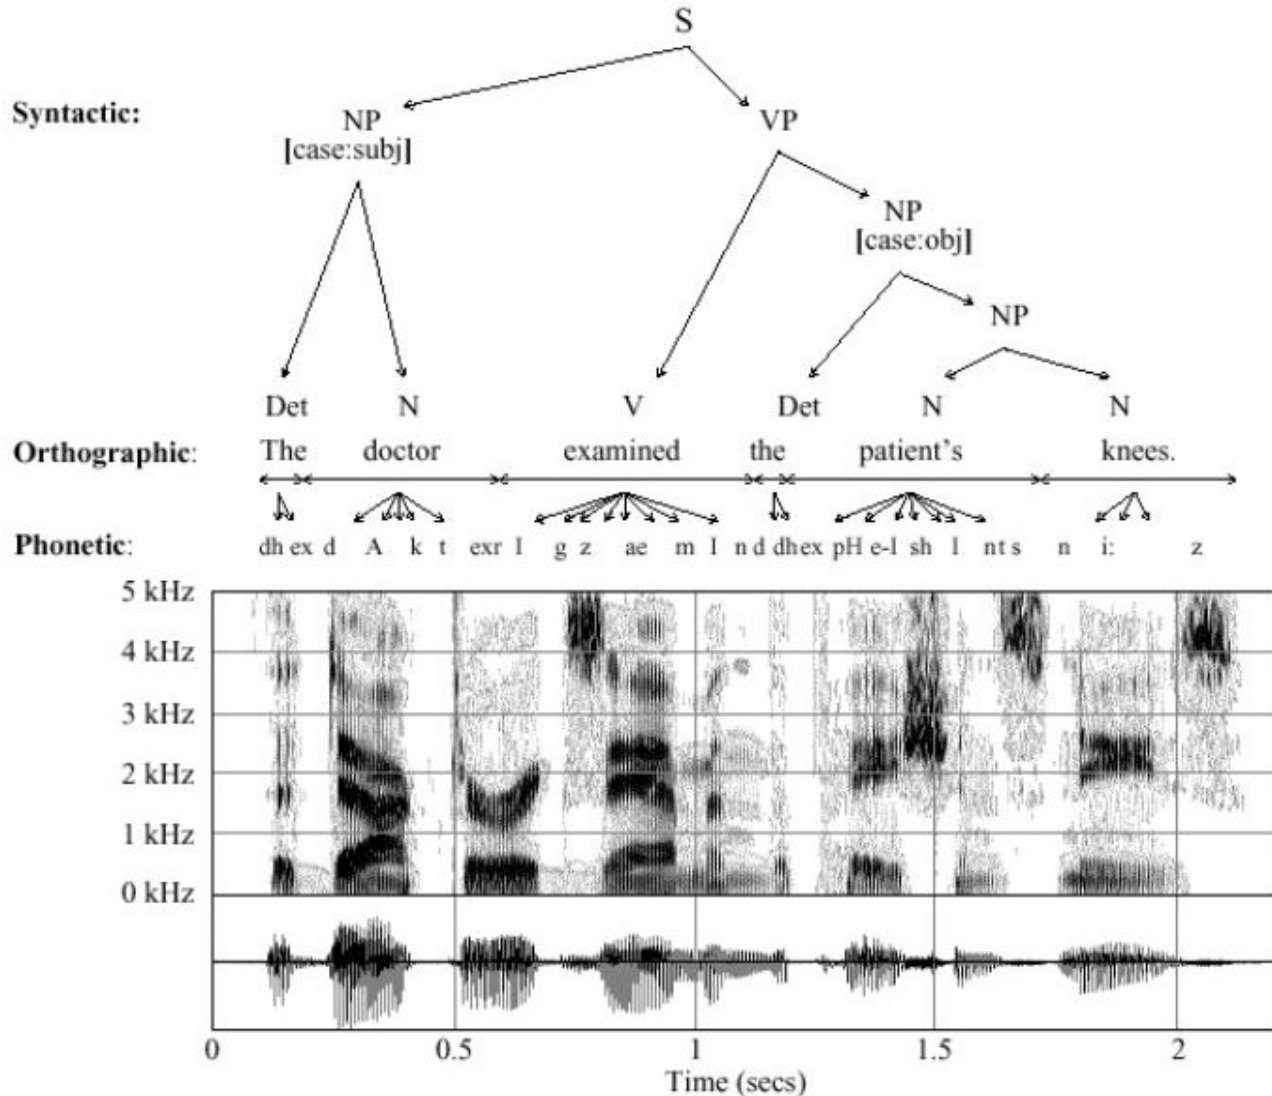 S
Syntactic:
NP VP
[case:subj]
NP
[case:obj]
NP
Det N V Det N N
Orthographic: The doctor examined the patient's knees.
Phonetic: dh ex d A k t exr I g z ae m I n d dh ex pH e-I sh I n t s n i: z
5 kHz
4 kHz
3 kHz
2 kHz
1 kHz
0 kHz
0 0.5 1 1.5 2
Time (secs)